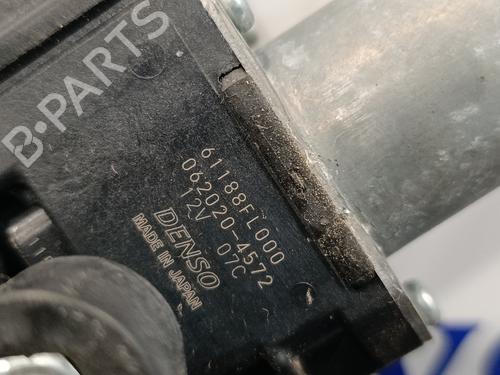 B-PARTS
61188FL000
062020-4572
12V 07C
DENSO
MADE IN JAPAN